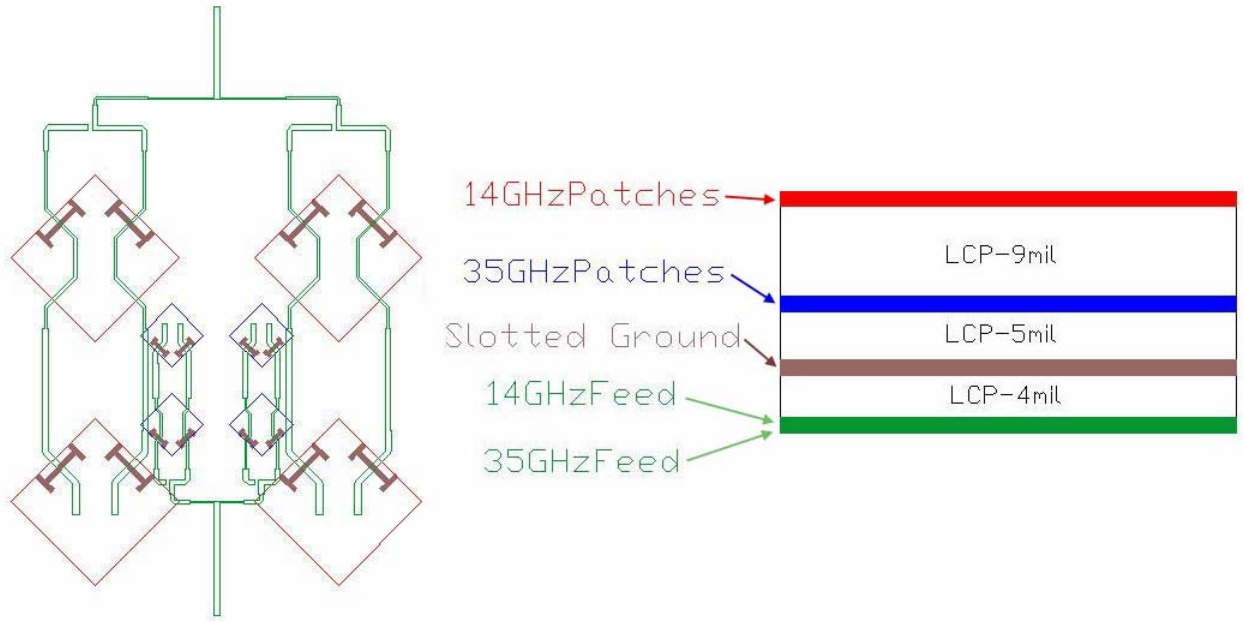 14GHzPatches
LCP-9mil
35GHzPatches
LCP-5mil
Slotted Ground
LCP-4mil
14GHzFeed
35GHzFeed